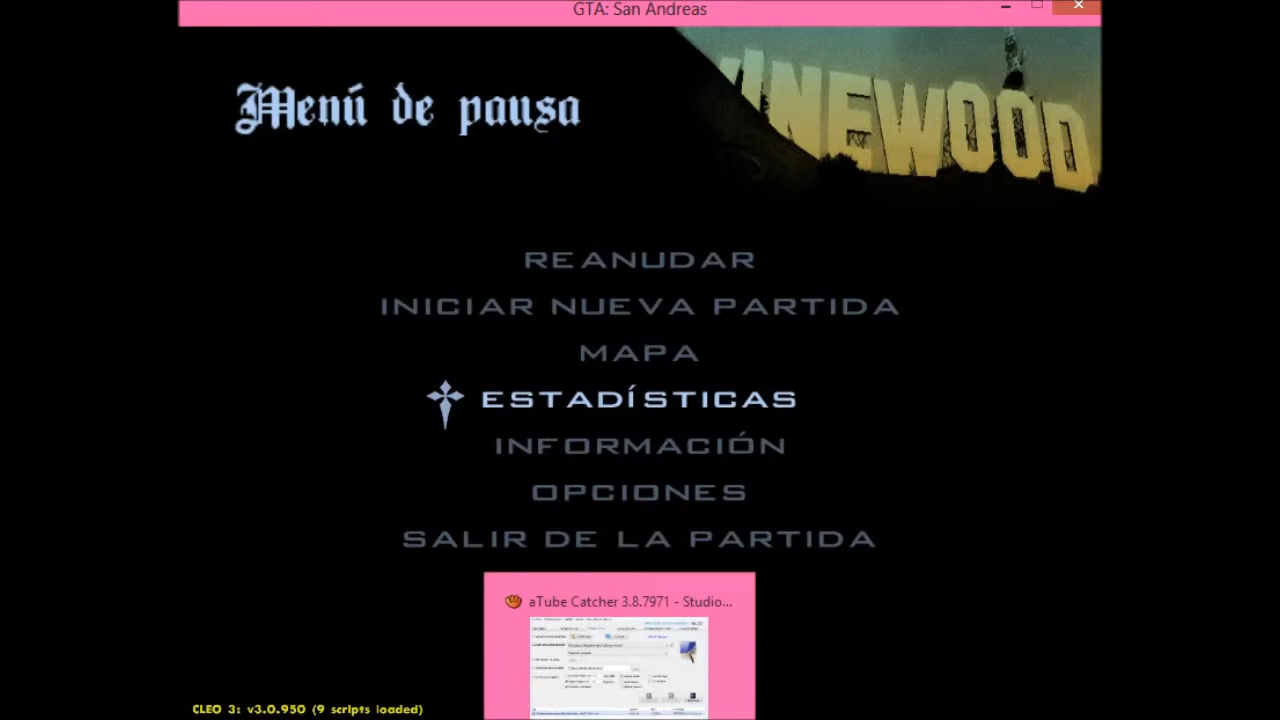 GTA: San Andreas
Menú de pausa
INEWOOD
REANUDAR
INICIAR NUEVA PARTIDA
MAPA
ESTADÍSTICAS
INFORMACIÓN
OPCIONES
SALIR DE LA PARTIDA
aTube Catcher 3.8.7971 - Studio...
CLEO 3: v3.0.950 (9 scripts loaded)